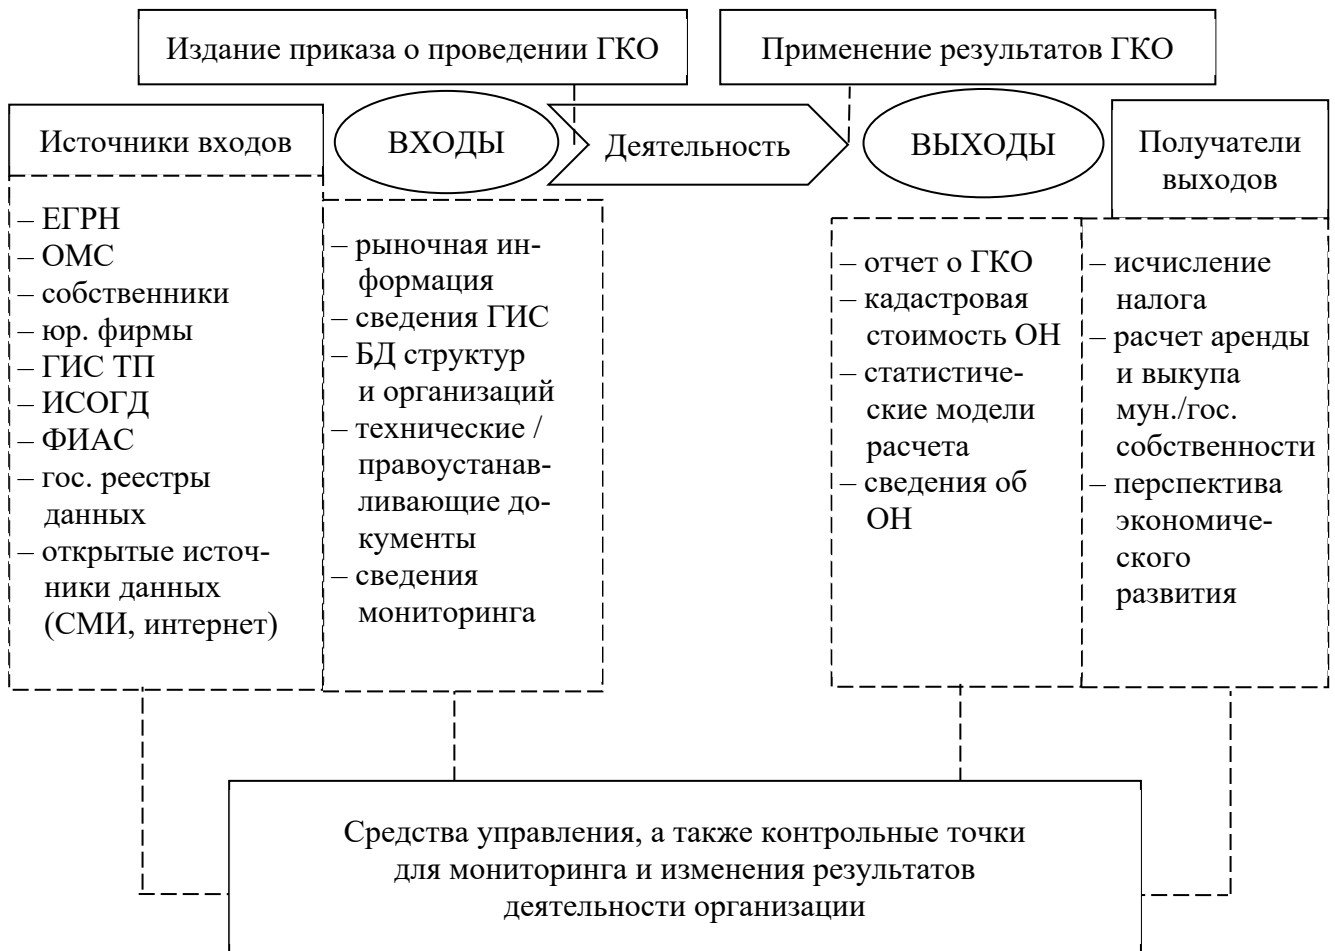 Издание приказа о проведении ГКО
Применение результатов ГКО
Источники входов
ВХОДЫ
Деятельность
ВЫХОДЫ
Получатели
выходов
– ЕГРН
– ОМС
– собственники
– юр. фирмы
– ГИС ТП
– ИСОГД
– ФИАС
– гос. реестры
данных
– открытые источ-
ники данных
(СМИ, интернет)
– рыночная ин-
формация
– сведения ГИС
– БД структур
и организаций
– технические /
правоустанав-
ливающие до-
кументы
– сведения
мониторинга
– отчет о ГКО
– кадастровая
стоимость ОН
– статистиче-
ские модели
расчета
– сведения об
ОН
– исчисление
налога
– расчет аренды
и выкупа
мун./гос.
собственности
– перспектива
экономиче-
ского
развития
Средства управления, а также контрольные точки
для мониторинга и изменения результатов
деятельности организации